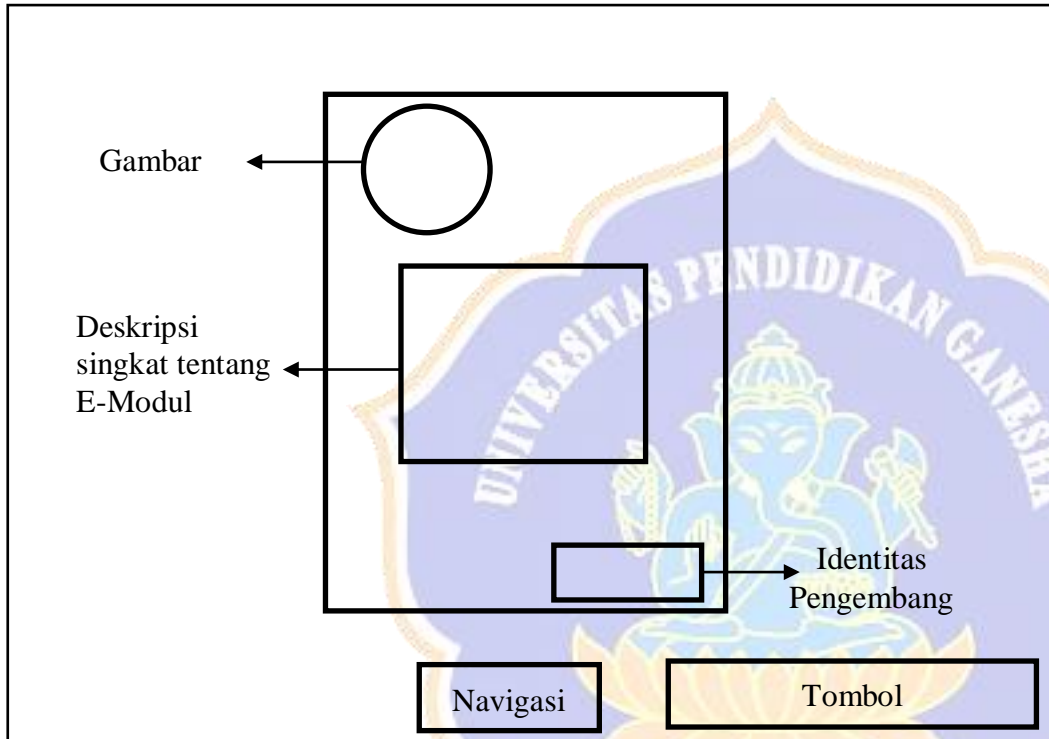 Gambar
Deskripsi
singkat tentang
E-Modul
UNIVERSITAS PENDIDIKAN GANESHA
Identitas
Pengembang
Navigasi
Tombol